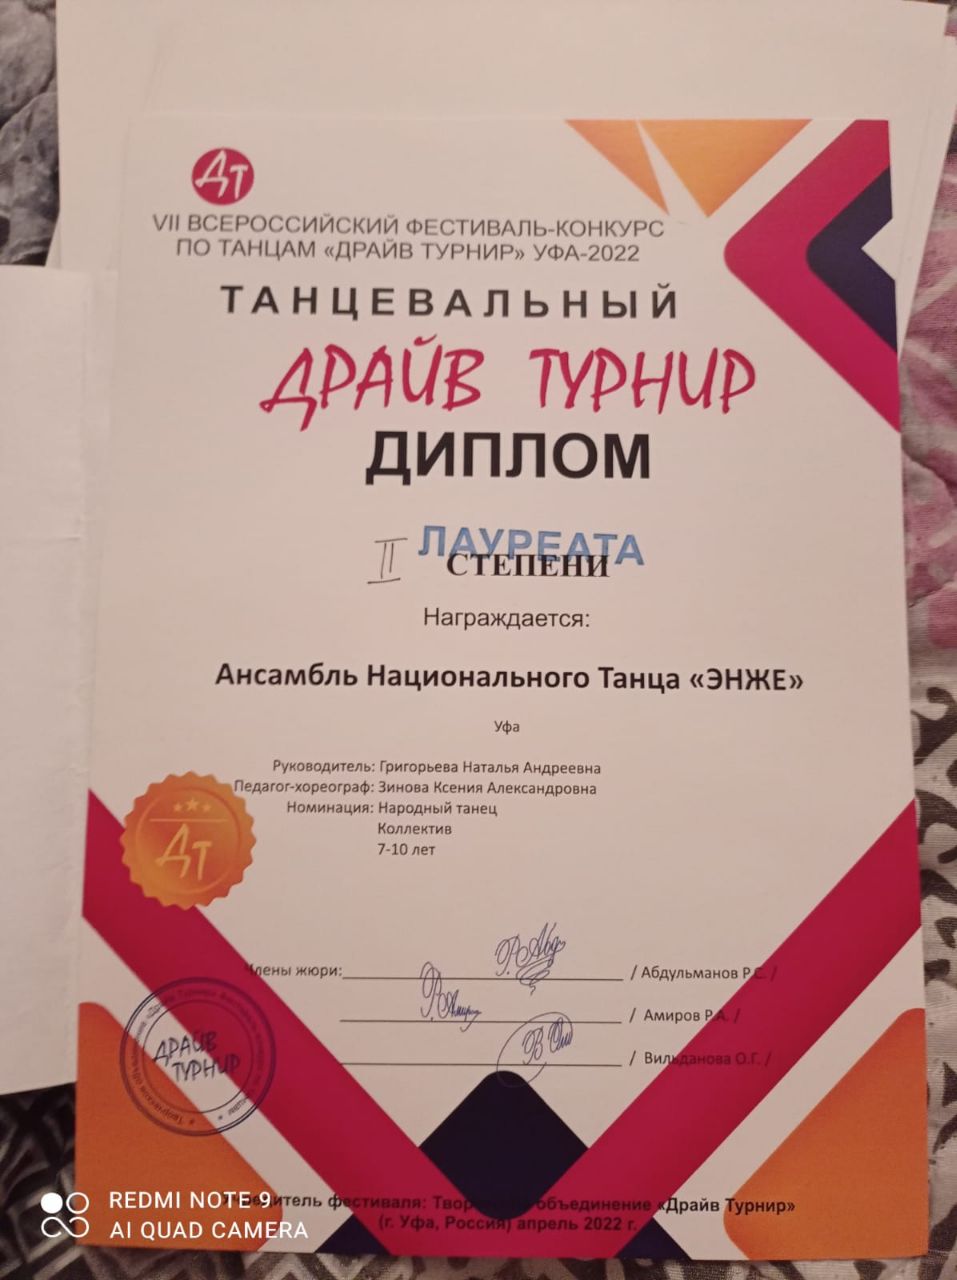 ДТ
VII ВСЕРОССИЙСКИЙ ФЕСТИВАЛЬ-КОНКУРС
ПО ТАНЦАМ «ДРАЙВ ТУРНИР» УФА-2022
ТАНЦЕВАЛЬНЫЙ
ДРАЙВ ТУРНИР
ДИПЛОМ
ЛАУРЕАТА
II СТЕПЕНИ
Награждается:
Ансамбль Национального Танца «ЭНЖЕ»
Уфа
Руководитель: Григорьева Наталья Андреевна
Педагог-хореограф: Зинова Ксения Александровна
Номинация: Народный танец
Коллектив
7-10 лет
ДТ
Члены жюри: / Абдульманов Р.С. /
/ Амиров Р.А. /
/ Вильданова О.Г. /
ДРАЙВ
ТУРНИР
фестиваля: объединение «Драйв Турнир»
(г. Уфа, Россия) апрель 2022 г.
REDMI NOTE 9
AI QUAD CAMERA